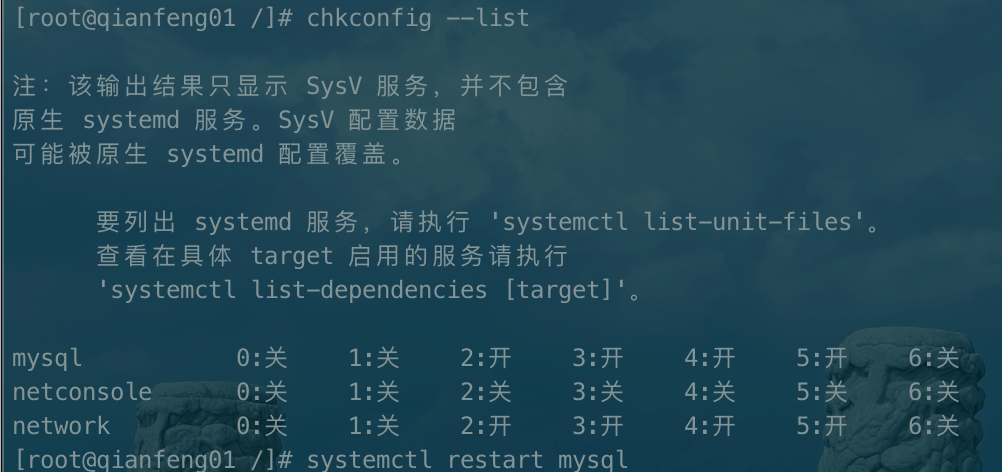 [root@qianfeng01 /]# chkconfig --list
注：该输出结果只显示 SysV 服务，并不包含
原生 systemd 服务。SysV 配置数据
可能被原生 systemd 配置覆盖。
要列出 systemd 服务，请执行 'systemctl list-unit-files'。
查看在具体 target 启用的服务请执行
'systemctl list-dependencies [target]'。
mysql 0:关 1:关 2:开 3:开 4:开 5:开 6:关
netconsole 0:关 1:关 2:关 3:关 4:关 5:关 6:关
network 0:关 1:关 2:开 3:开 4:开 5:开 6:关
[root@qianfeng01 /]# systemctl restart mysql